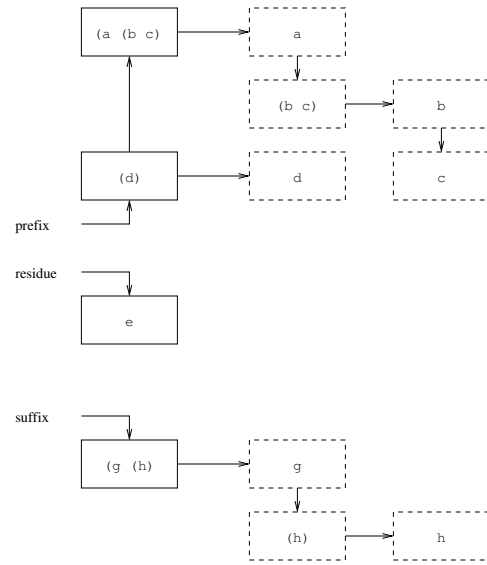 (a (b c) a
(b c) b
(d) d c
prefix
residue
e
suffix
(g (h) g
(h) h